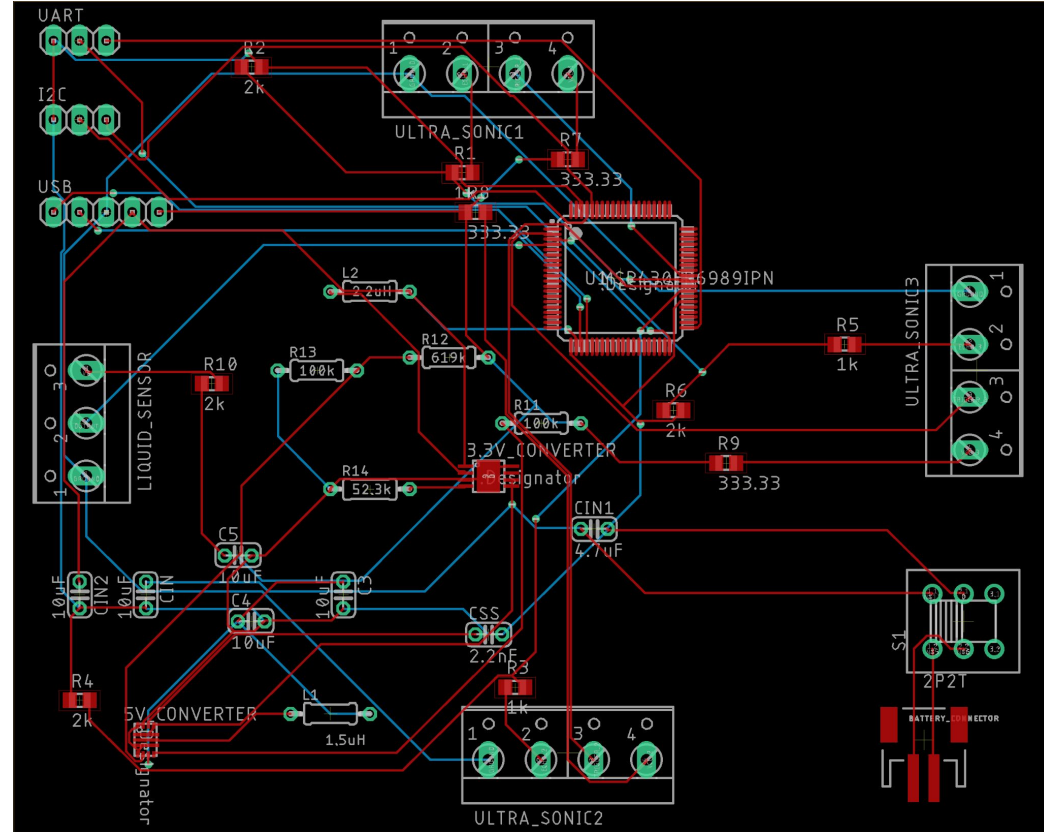 UART
R2
2k
1 2 3 4
ULTRA_SONIC1
I2C
R1
R7
333.33
USB
333.33
L2
2.2uH
R12
619k
R13
100k
R10
2k
R11
100k
3.3V_CONVERTER
.Designator
R14
52.3k
R5
1k
R6
2k
R9
333.33
1
2
3
4
ULTRA_SONIC3
3
2
1
LIQUID_SENSOR
CIN1
4.7uF
C5
10uF
CIN2
10uF
CIN
10uF
C3
10uF
C4
10uF
CSS
2.2nF
S1
2P2T
BATTERY_CONNECTOR
R4
2k
5V_CONVERTER
L1
1.5uH
R3
1k
1 2 3 4
ULTRA_SONIC2